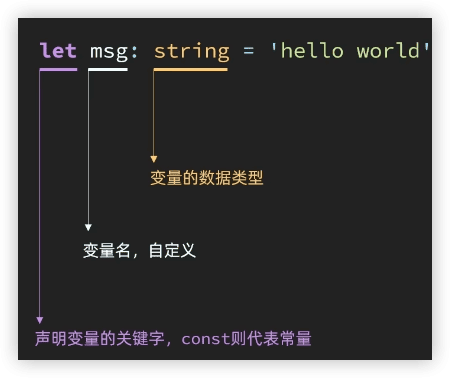 let msg: string = 'hello world'
变量的数据类型
变量名，自定义
声明变量的关键字，const则代表常量